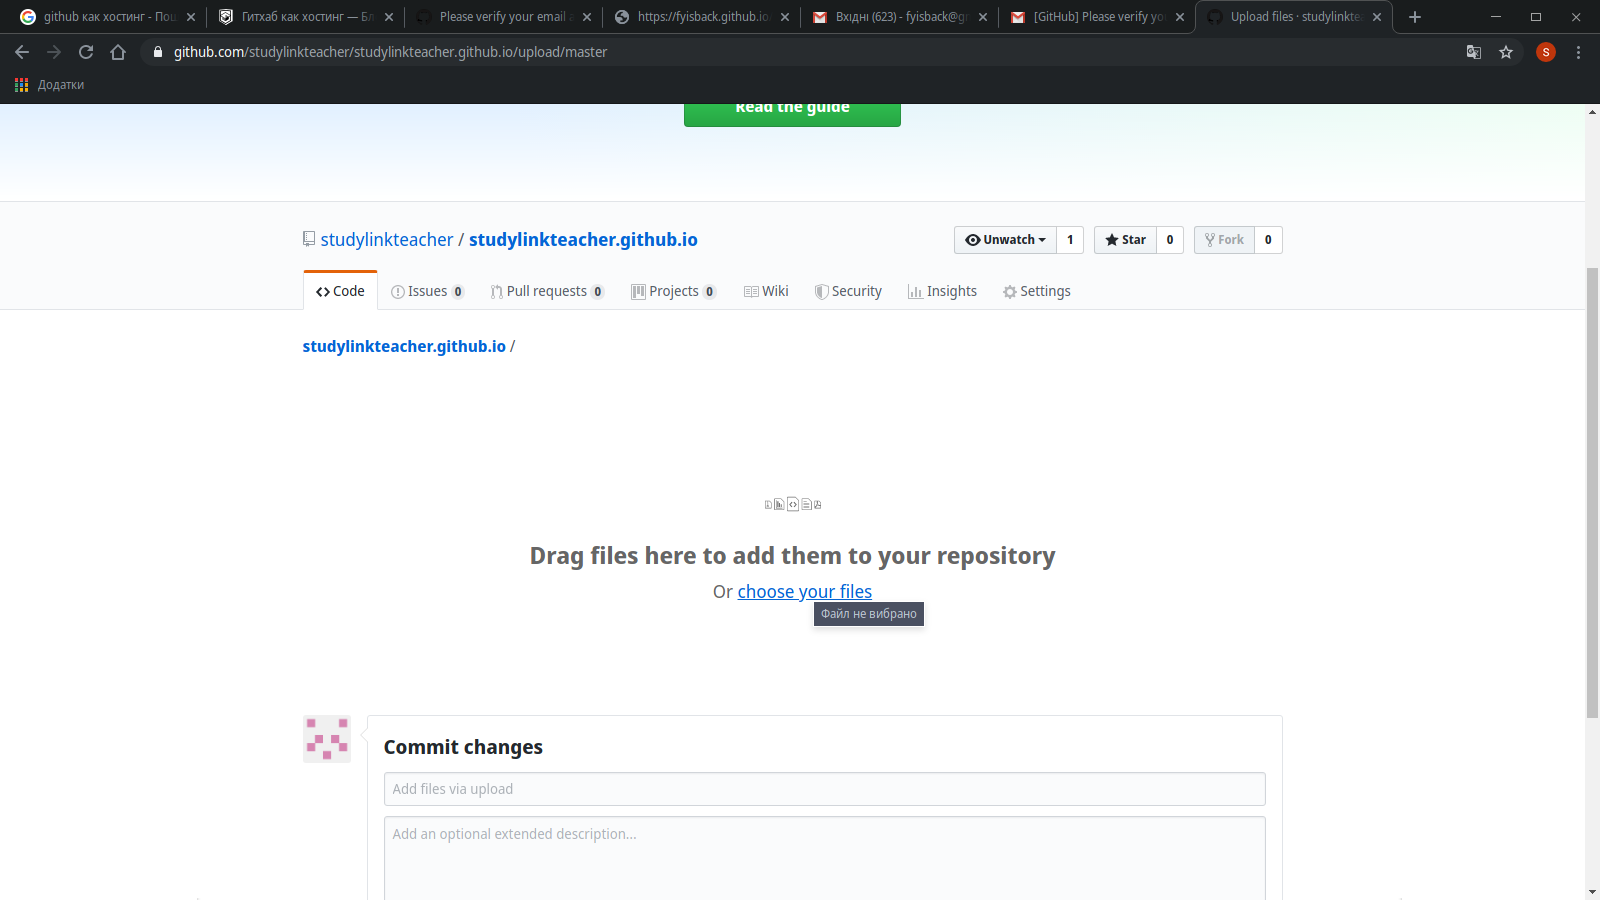 github как хостинг - Пош
Гитхаб как хостинг — Бл
Please verify your email a
https://fyisback.github.io
Вхідні (623) - fyisback@gm
[GitHub] Please verify yo
Upload files · studylinktea
github.com/studylinkteacher/studylinkteacher.github.io/upload/master
S
Додатки
Read the guide
studylinkteacher / studylinkteacher.github.io
Unwatch 1
Star 0
Fork 0
Code
Issues 0
Pull requests 0
Projects 0
Wiki
Security
Insights
Settings
studylinkteacher.github.io /
Drag files here to add them to your repository
Or choose your files
Файл не вибрано
Commit changes
Add files via upload
Add an optional extended description...